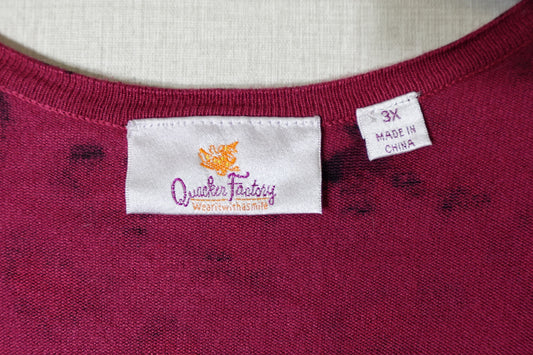 Quacker Factory
Wear it with a smile
3X
MADE IN
CHINA